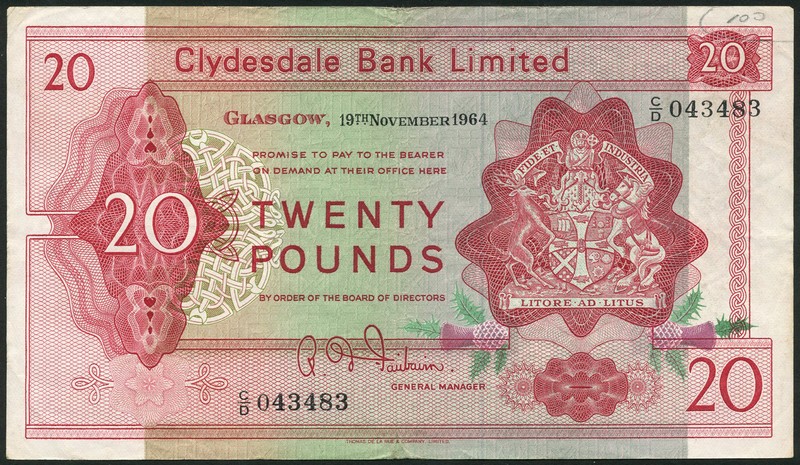 (100
20
Clydesdale Bank Limited
20
GLASGOW, 19TH NOVEMBER 1964
C/D 043483
PROMISE TO PAY TO THE BEARER
ON DEMAND AT THEIR OFFICE HERE
FIDE ET INDUSTRIA
20
TWENTY
POUNDS
BY ORDER OF THE BOARD OF DIRECTORS
LITORE·AD·LITUS
R. D. Fairbairn.
GENERAL MANAGER
C/D 043483
20
THOMAS DE LA RUE & COMPANY, LIMITED